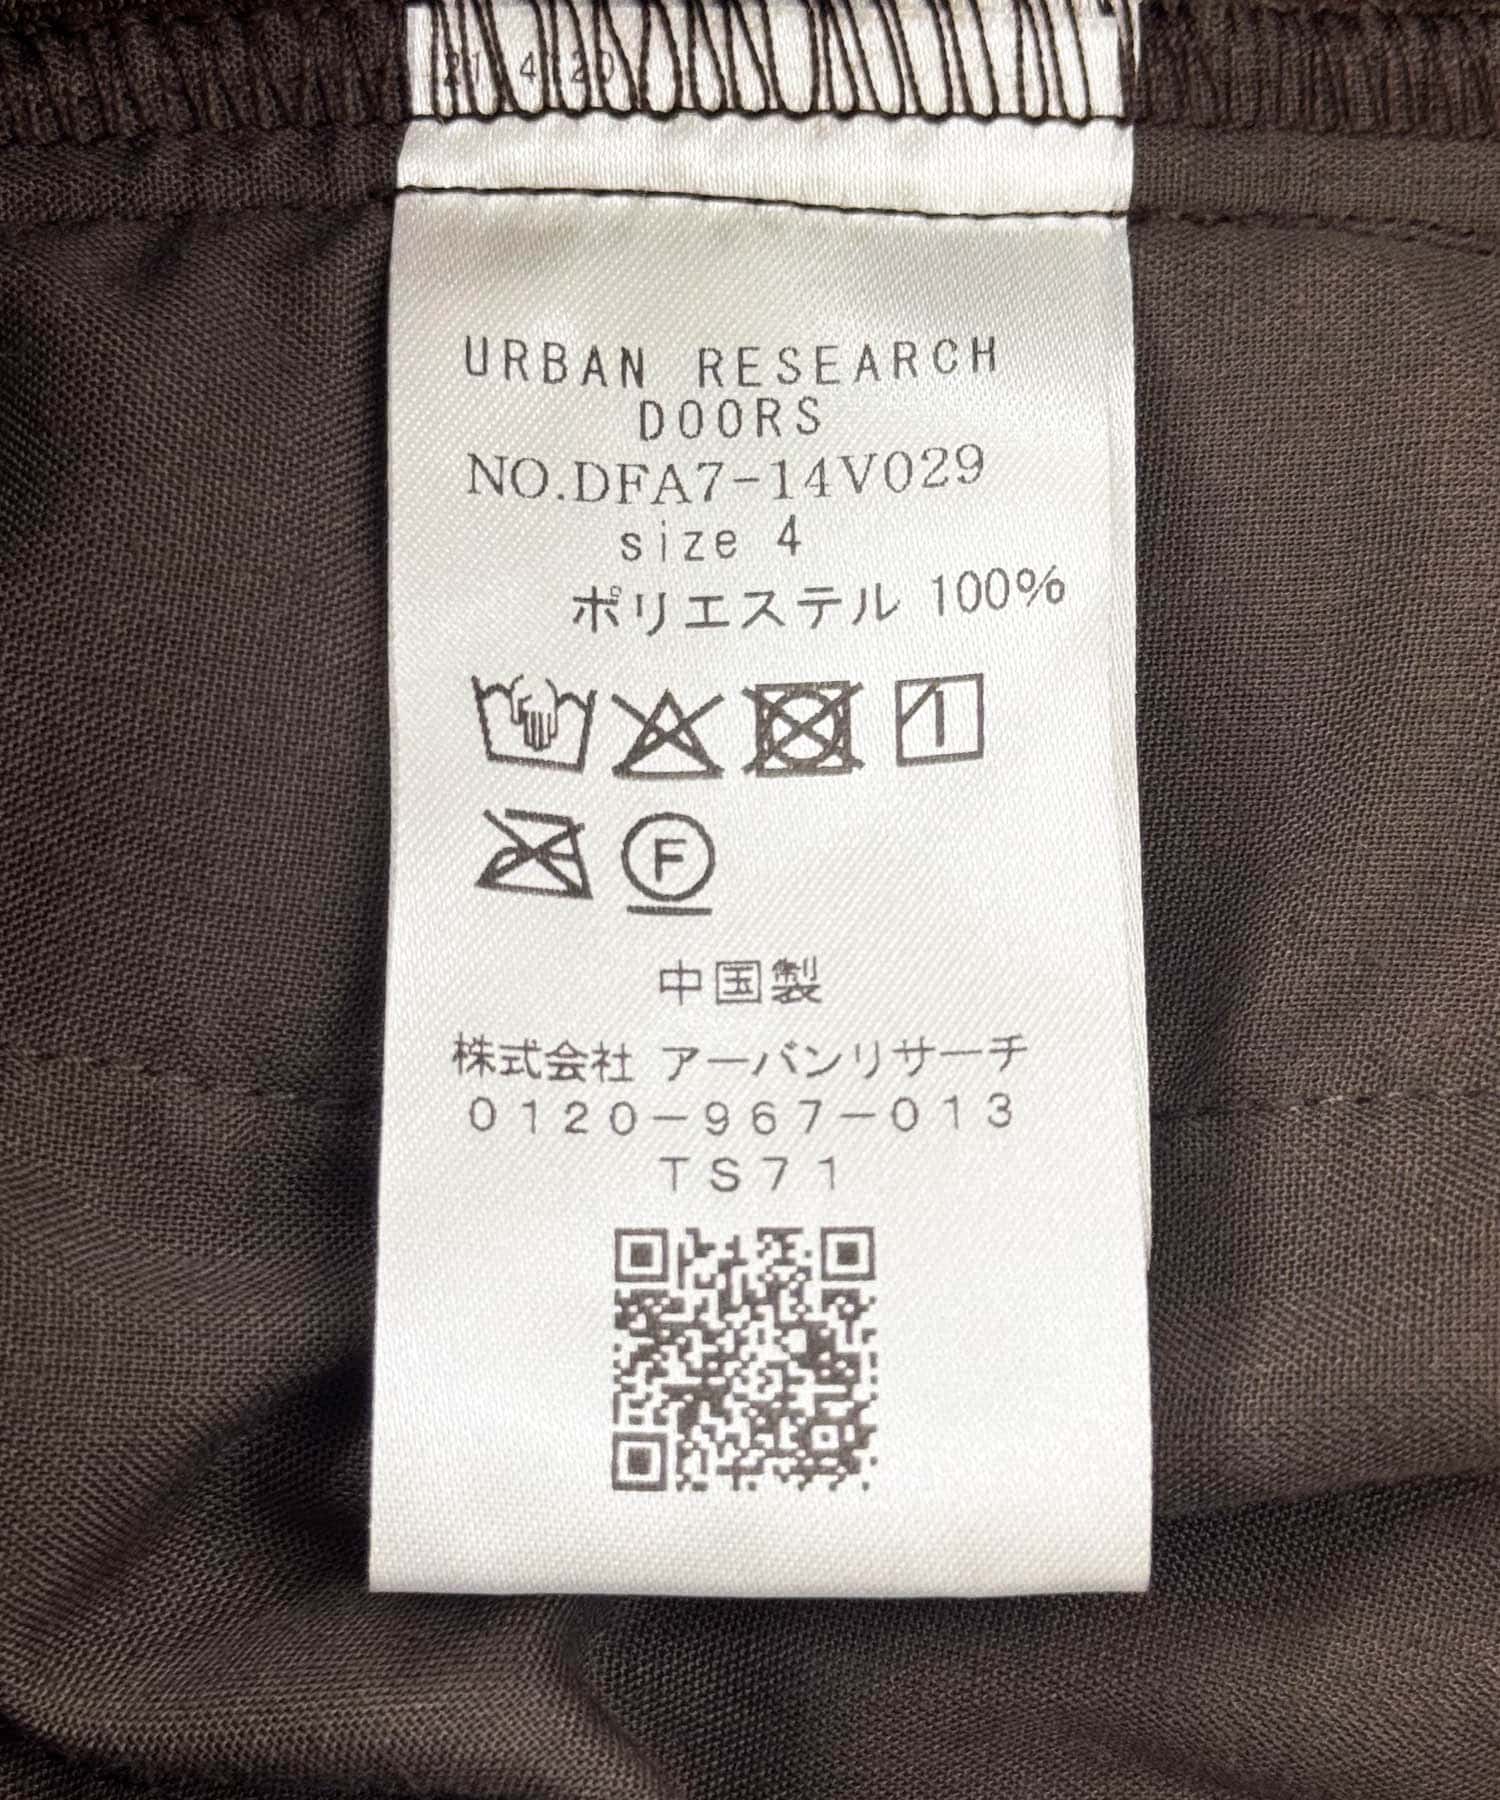 URBAN RESEARCH
DOORS
NO.DFA7-14V029
size 4
ポリエステル 100%
F
中国製
株式会社 アーバンリサーチ
0120-967-013
TS71